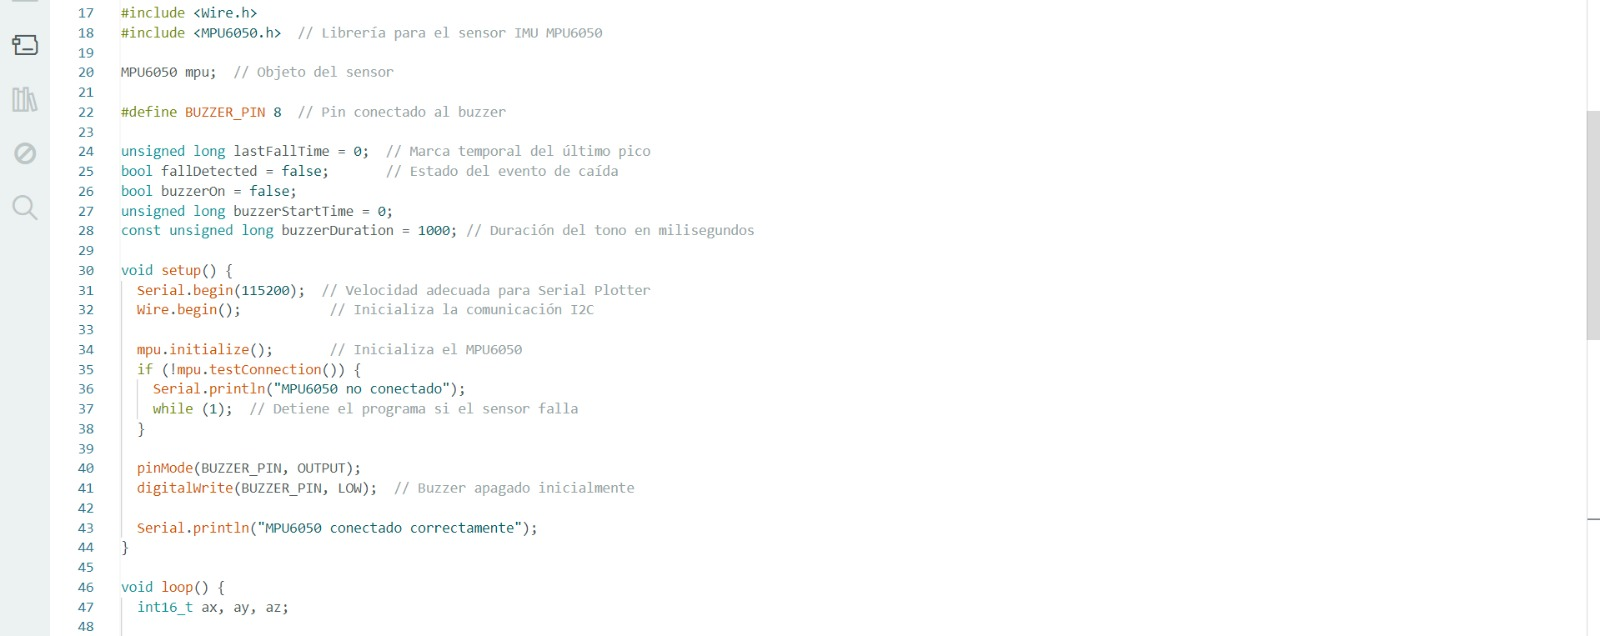 17 #include <Wire.h>
18 #include <MPU6050.h>  // Librería para el sensor IMU MPU6050
19
20 MPU6050 mpu;  // Objeto del sensor
21
22 #define BUZZER_PIN 8  // Pin conectado al buzzer
23
24 unsigned long lastFallTime = 0;  // Marca temporal del último pico
25 bool fallDetected = false;       // Estado del evento de caída
26 bool buzzerOn = false;
27 unsigned long buzzerStartTime = 0;
28 const unsigned long buzzerDuration = 1000; // Duración del tono en milisegundos
29
30 void setup() {
31   Serial.begin(115200);  // Velocidad adecuada para Serial Plotter
32   Wire.begin();           // Inicializa la comunicación I2C
33
34   mpu.initialize();       // Inicializa el MPU6050
35   if (!mpu.testConnection()) {
36     Serial.println("MPU6050 no conectado");
37     while (1);  // Detiene el programa si el sensor falla
38   }
39
40   pinMode(BUZZER_PIN, OUTPUT);
41   digitalWrite(BUZZER_PIN, LOW);  // Buzzer apagado inicialmente
42
43   Serial.println("MPU6050 conectado correctamente");
44 }
45
46 void loop() {
47   int16_t ax, ay, az;
48